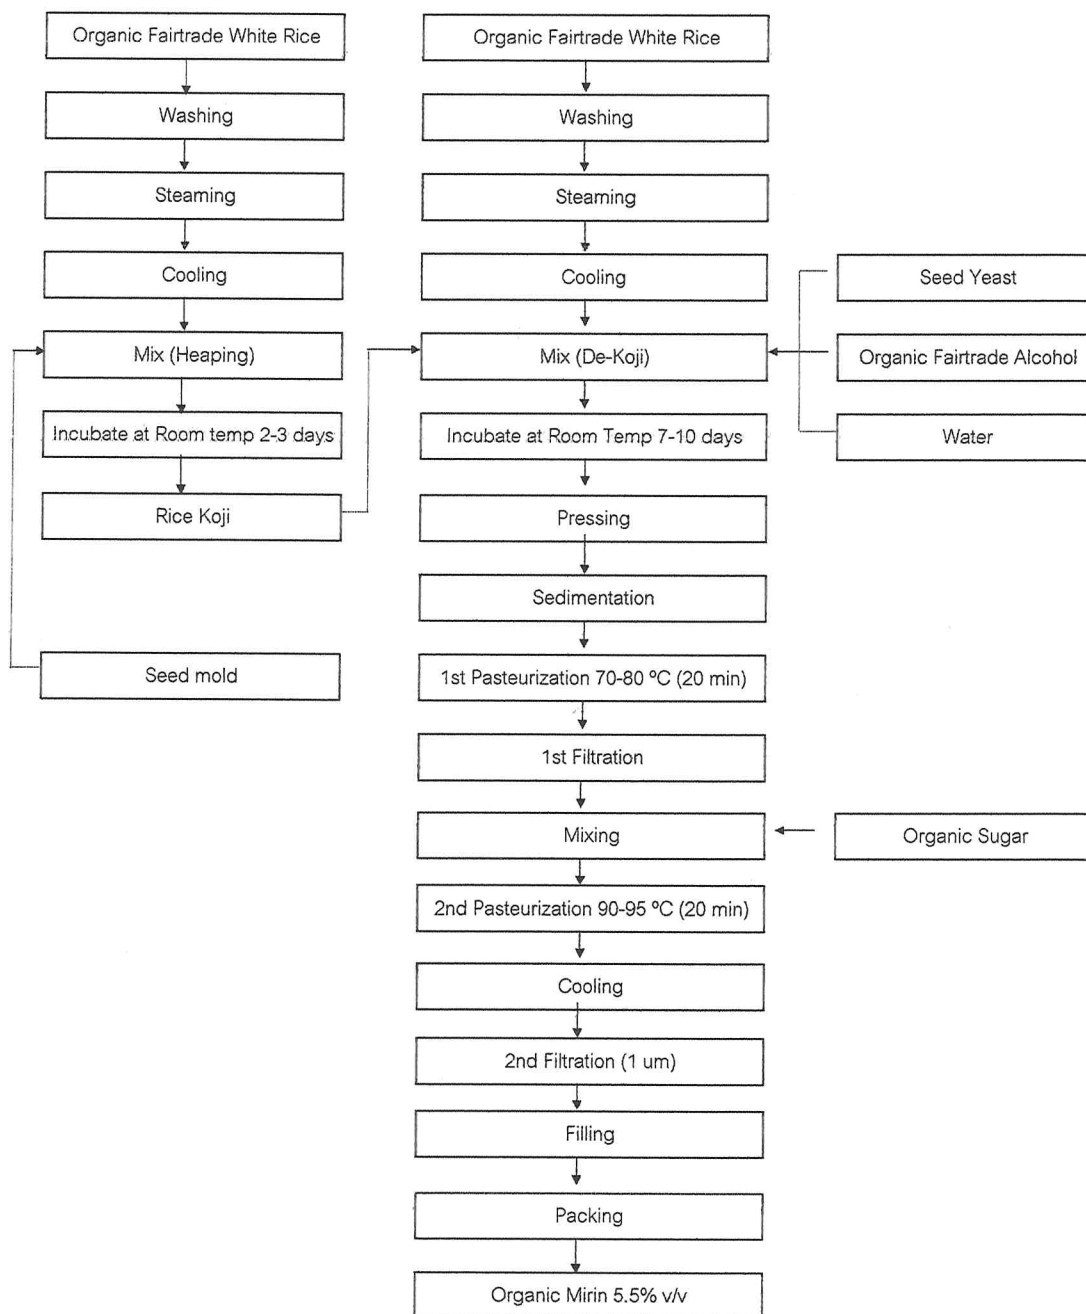 Organic Fairtrade White Rice
Washing
Steaming
Cooling
Mix (Heaping)
Incubate at Room temp 2-3 days
Rice Koji
Seed mold
Organic Fairtrade White Rice
Washing
Steaming
Cooling
Mix (De-Koji)
Incubate at Room Temp 7-10 days
Pressing
Sedimentation
1st Pasteurization 70-80 ºC (20 min)
1st Filtration
Mixing
2nd Pasteurization 90-95 ºC (20 min)
Cooling
2nd Filtration (1 um)
Filling
Packing
Organic Mirin 5.5% v/v
Seed Yeast
Organic Fairtrade Alcohol
Water
Organic Sugar